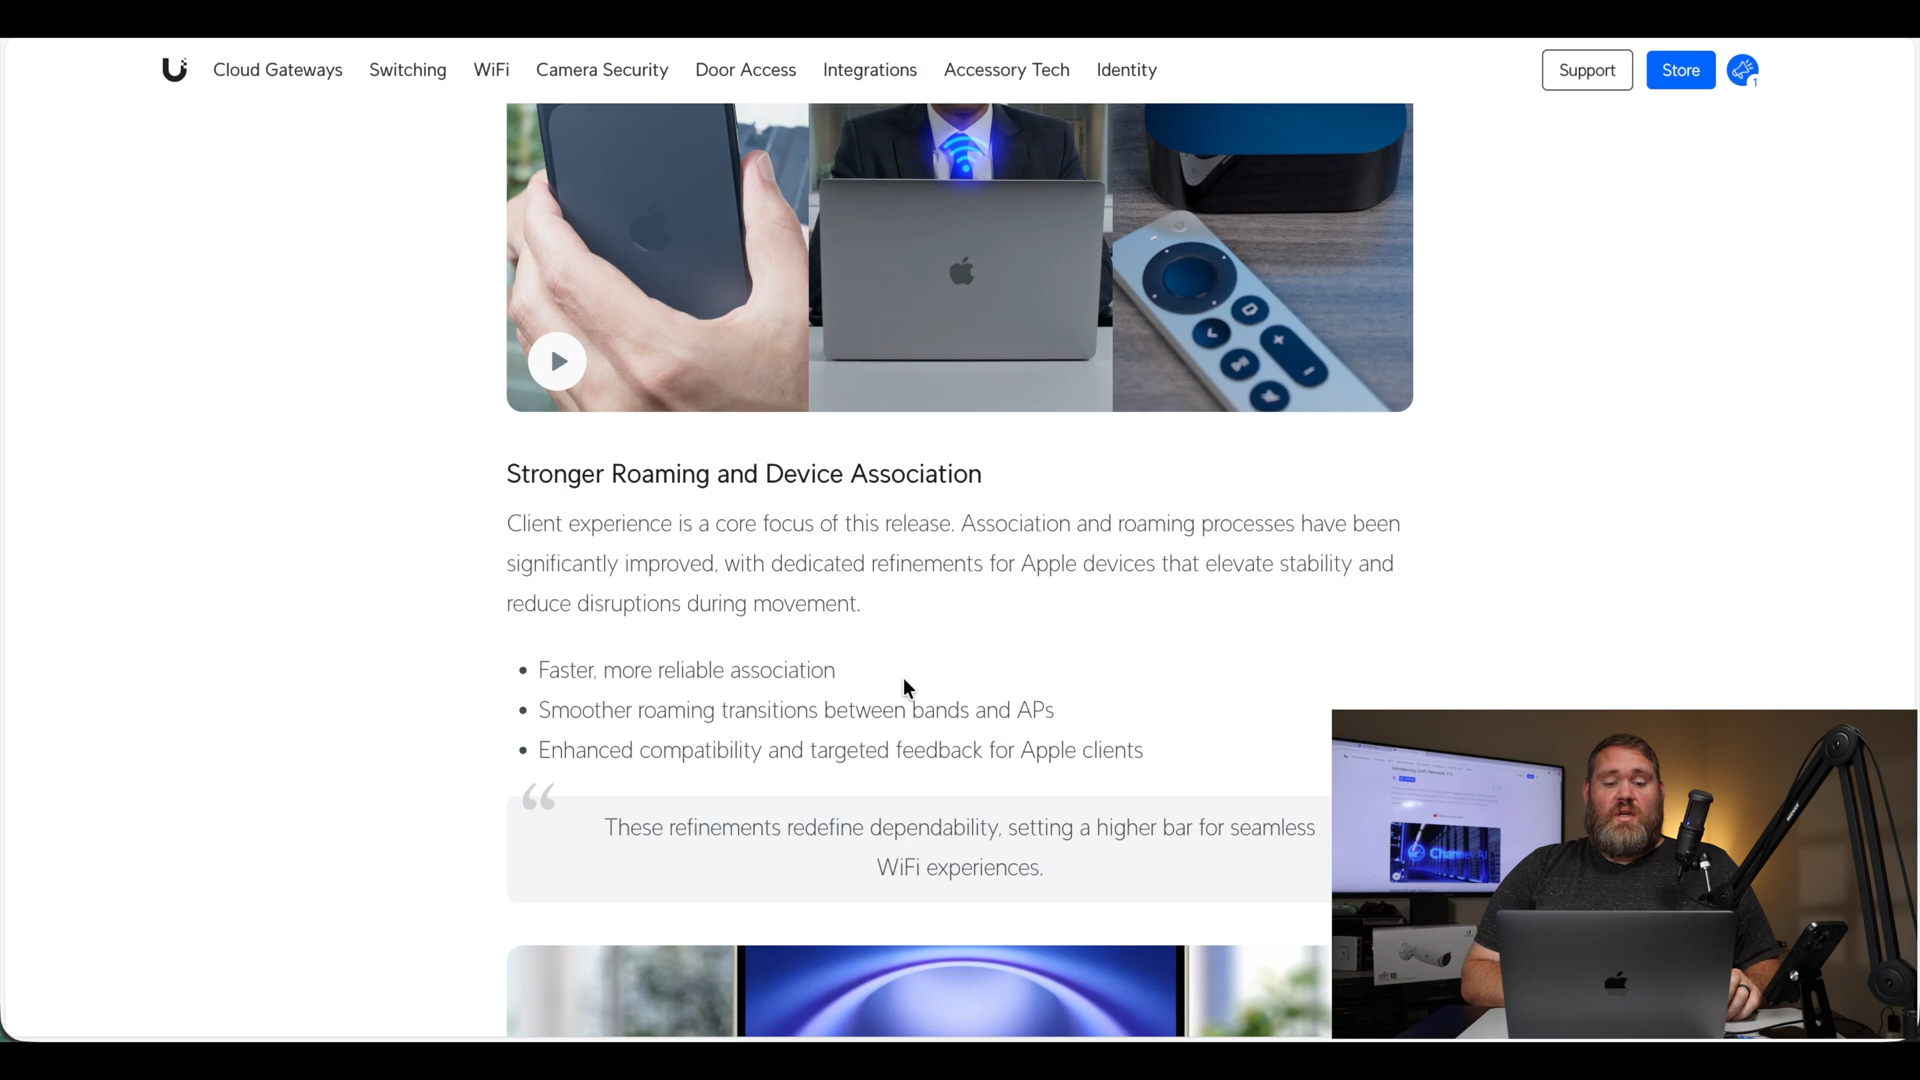 Cloud Gateways Switching WiFi Camera Security Door Access Integrations Accessory Tech Identity Support Store 1
Stronger Roaming and Device Association
Client experience is a core focus of this release. Association and roaming processes have been
significantly improved, with dedicated refinements for Apple devices that elevate stability and
reduce disruptions during movement.
• Faster, more reliable association
• Smoother roaming transitions between bands and APs
• Enhanced compatibility and targeted feedback for Apple clients
“
These refinements redefine dependability, setting a higher bar for seamless
WiFi experiences.